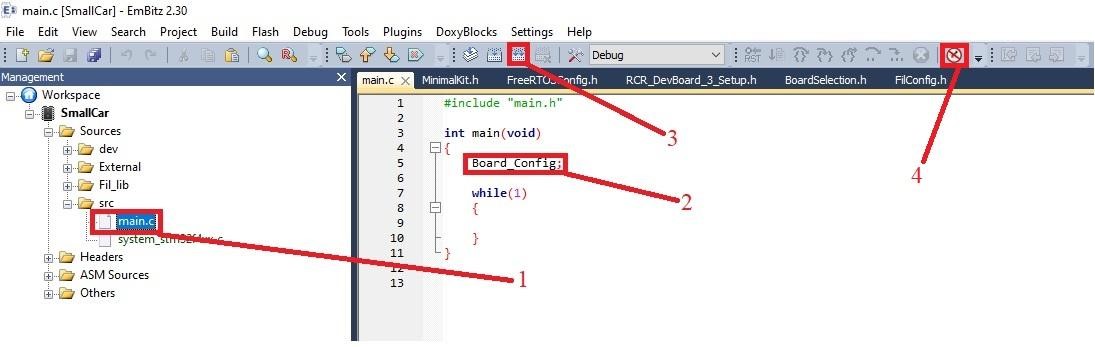 main.c [SmallCar] - EmBitz 2.30
File Edit View Search Project Build Flash Debug Tools Plugins DoxyBlocks Settings Help
RST
Debug
Management
main.c MinimalKit.h FreeRTOSConfig.h RCR_DevBoard_3_Setup.h BoardSelection.h FilConfig.h
Workspace
SmallCar
Sources
dev
External
Fil_lib
src
main.c
Headers
ASM Sources
Others
1 #include "main.h"
2
3 int main(void)
4 {
5 Board_Config;
6
7 while(1)
8 {
9
10 }
11 }
12
13
1
2
3
4